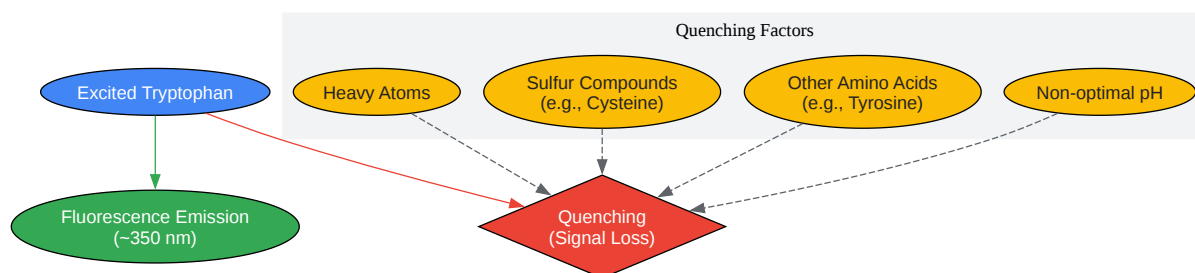 Quenching Factors
Excited Tryptophan
Heavy Atoms
Sulfur Compounds
(e.g., Cysteine)
Other Amino Acids
(e.g., Tyrosine)
Non-optimal pH
Fluorescence Emission
(~350 nm)
Quenching
(Signal Loss)